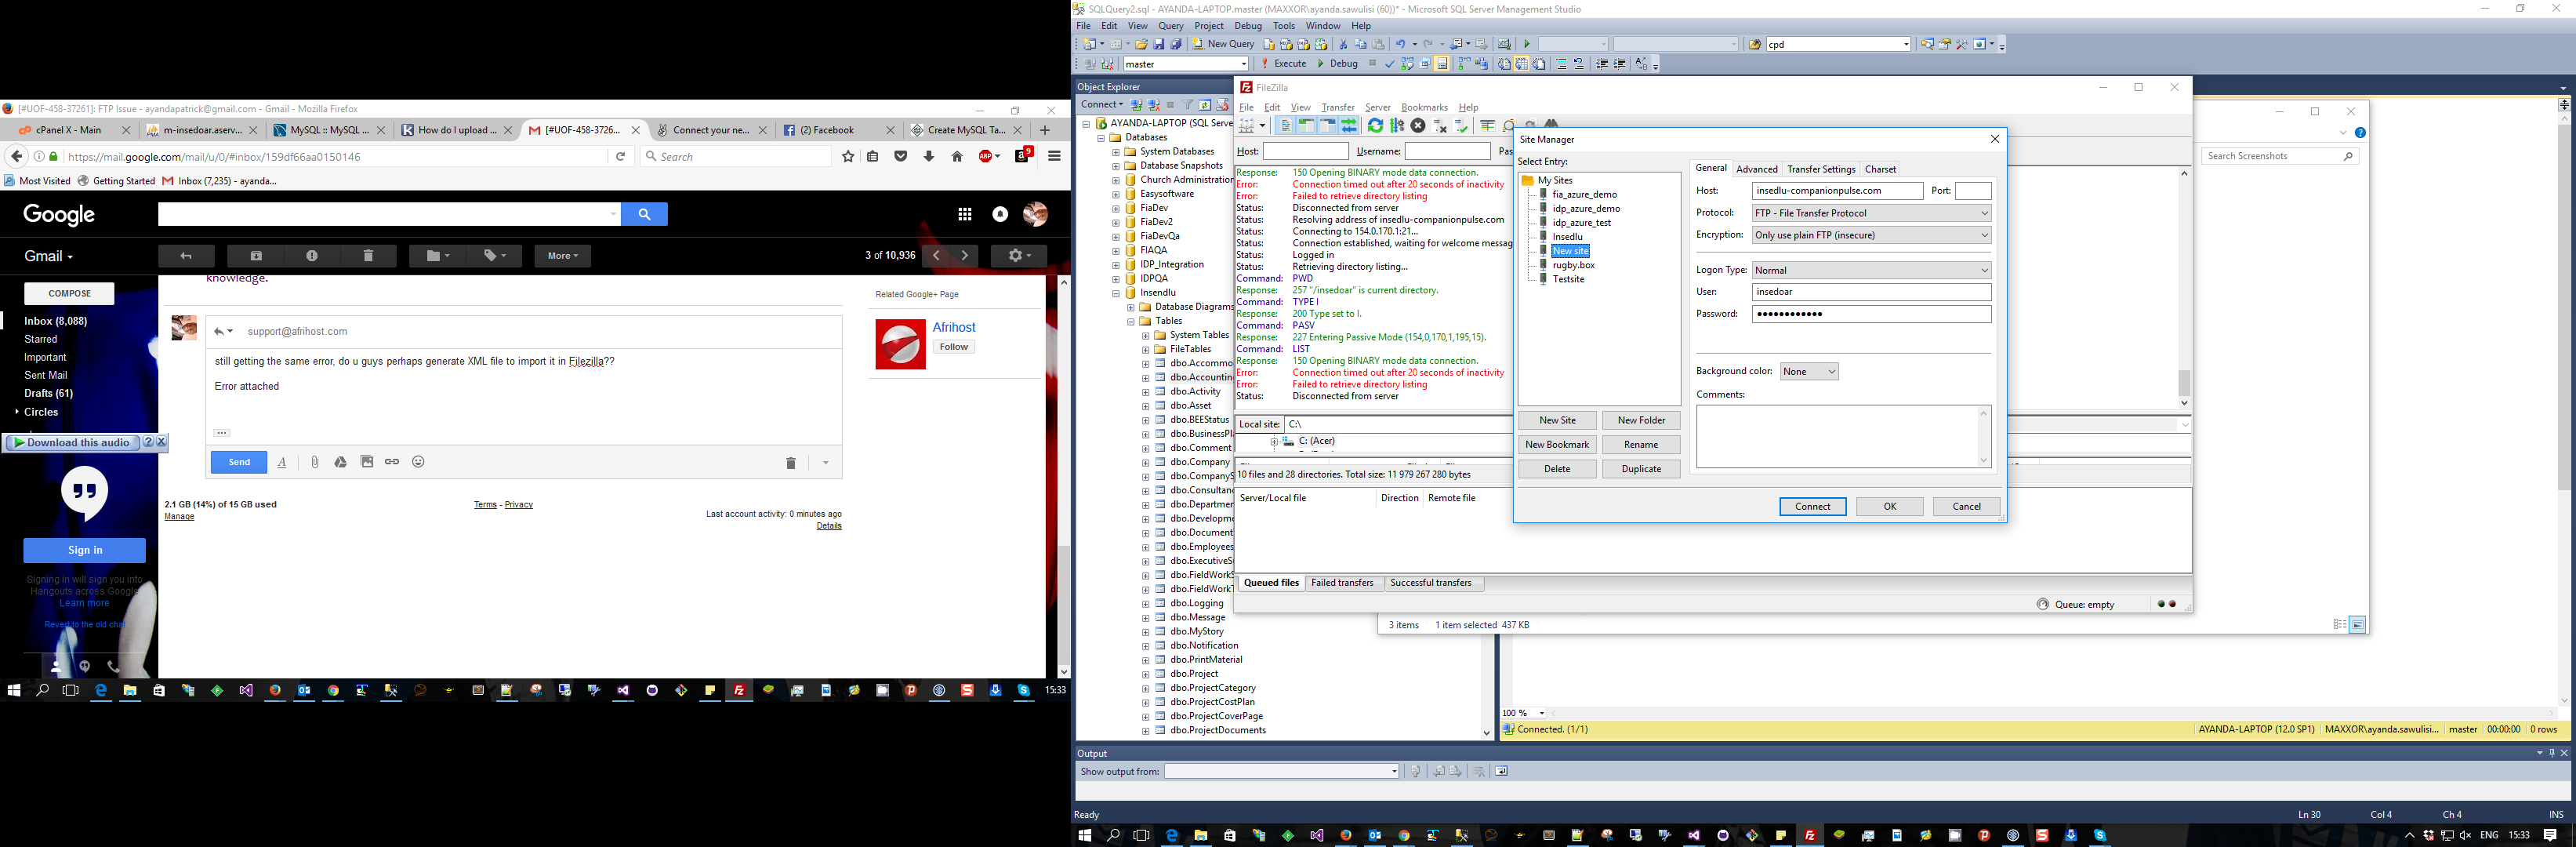 [#UOF-458-37261]: FTP Issue - ayandapatrick@gmail.com - Gmail - Mozilla Firefox
cPanel X - Main
m-insedoar.aserv...
MySQL :: MySQL ...
How do I upload ...
[#UOF-458-3726...
Connect your ne...
(2) Facebook
Create MySQL Ta...
https://mail.google.com/mail/u/0/#inbox/159df66aa0150146
Search
ABP
9
Most Visited
Getting Started
Inbox (7,235) - ayanda...
Google
Gmail
More
3 of 10,936
COMPOSE
Inbox (8,088)
Starred
Important
Sent Mail
Drafts (61)
Circles
Download this audio
Sign in
Signing in will sign you into
Hangouts across Google
Learn more
Revert to the old chat
knowledge.
support@afrihost.com
still getting the same error, do u guys perhaps generate XML file to import it in Filezilla??
Error attached
Send
2.1 GB (14%) of 15 GB used
Manage
Terms - Privacy
Last account activity: 0 minutes ago
Details
Related Google+ Page
Afrihost
Follow
15:33
SQLQuery2.sql - AYANDA-LAPTOP.master (MAXXOR\ayanda.sawulisi (60))* - Microsoft SQL Server Management Studio
File Edit View Query Project Debug Tools Window Help
New Query
cpd
master
Execute
Debug
Object Explorer
Connect
AYANDA-LAPTOP (SQL Serve
Databases
System Databases
Database Snapshots
Church Administration
Easysoftware
FiaDev
FiaDev2
FiaDevQa
FIAQA
IDP_Integration
IDPQA
Insendlu
Database Diagrams
Tables
System Tables
FileTables
dbo.Accommo
dbo.Accountin
dbo.Activity
dbo.Asset
dbo.BEEStatus
dbo.BusinessPla
dbo.Comment
dbo.Company
dbo.CompanyS
dbo.Consultanc
dbo.Departmen
dbo.Developme
dbo.Document
dbo.Employees
dbo.ExecutiveSu
dbo.FieldWorkS
dbo.FieldWorkT
dbo.Logging
dbo.Message
dbo.MyStory
dbo.Notification
dbo.PrintMaterial
dbo.Project
dbo.ProjectCategory
dbo.ProjectCostPlan
dbo.ProjectCoverPage
dbo.ProjectDocuments
FileZilla
File Edit View Transfer Server Bookmarks Help
Host:
Username:
Pas
Response: 150 Opening BINARY mode data connection.
Error: Connection timed out after 20 seconds of inactivity
Error: Failed to retrieve directory listing
Status: Disconnected from server
Status: Resolving address of insedlu-companionpulse.com
Status: Connecting to 154.0.170.1:21...
Status: Connection established, waiting for welcome messag
Status: Logged in
Status: Retrieving directory listing...
Command: PWD
Response: 257 "/insedoar" is current directory.
Command: TYPE I
Response: 200 Type set to I.
Command: PASV
Response: 227 Entering Passive Mode (154,0,170,1,195,15).
Command: LIST
Response: 150 Opening BINARY mode data connection.
Error: Connection timed out after 20 seconds of inactivity
Error: Failed to retrieve directory listing
Status: Disconnected from server
Local site: C:\
C: (Acer)
10 files and 28 directories. Total size: 11 979 267 280 bytes
Server/Local file
Direction
Remote file
Queued files
Failed transfers
Successful transfers
Queue: empty
Site Manager
Select Entry:
My Sites
fia_azure_demo
idp_azure_demo
idp_azure_test
Insedlu
New site
rugby.box
Testsite
New Site
New Folder
New Bookmark
Rename
Delete
Duplicate
General
Advanced
Transfer Settings
Charset
Host: insedlu-companionpulse.com
Port:
Protocol: FTP - File Transfer Protocol
Encryption: Only use plain FTP (insecure)
Logon Type: Normal
User: insedoar
Password:
Background color: None
Comments:
Connect
OK
Cancel
Search Screenshots
3 items
1 item selected 437 KB
100 %
Connected. (1/1)
AYANDA-LAPTOP (12.0 SP1)
MAXXOR\ayanda.sawulisi...
master
00:00:00
0 rows
Output
Show output from:
Ready
Ln 30
Col 4
Ch 4
INS
ENG
15:33